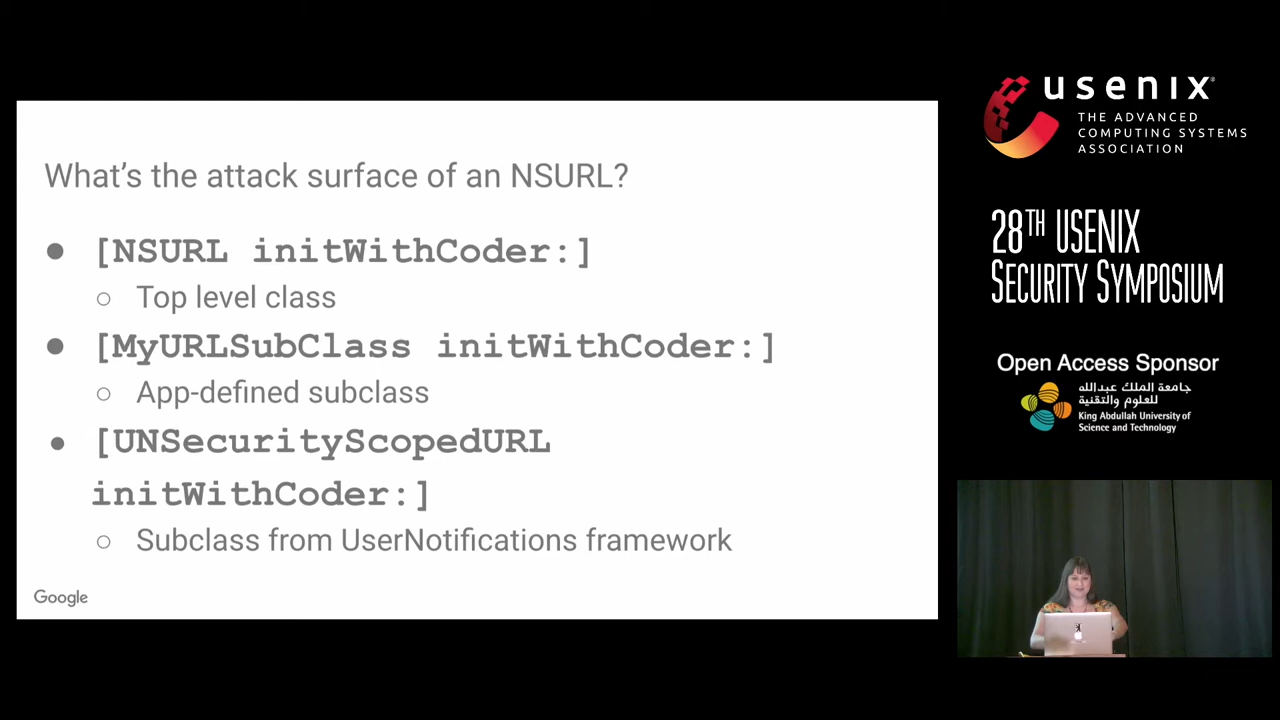 What's the attack surface of an NSURL?
● [NSURL initWithCoder:]
○ Top level class
● [MyURLSubClass initWithCoder:]
○ App-defined subclass
● [UNSecurityScopedURL
initWithCoder:]
○ Subclass from UserNotifications framework
Google
usenix®
THE ADVANCED
COMPUTING SYSTEMS
ASSOCIATION
28TH USENIX
SECURITY SYMPOSIUM
Open Access Sponsor
جامعة الملك عبدالله
للعلوم والتقنية
King Abdullah University of
Science and Technology